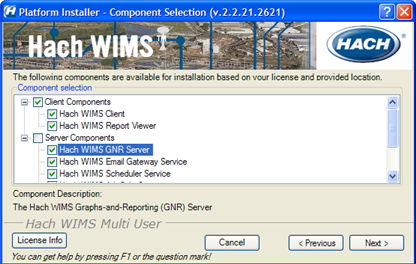 Platform Installer - Component Selection (v.2.2.21.2621)
Hach WIMS
HACH
The following components are available for installation based on your license and provided location.
Component selection
Client Components
Hach WIMS Client
Hach WIMS Report Viewer
Server Components
Hach WIMS GNR Server
Hach WIMS Email Gateway Service
Hach WIMS Scheduler Service
Component Description:
The Hach WIMS Graphs-and-Reporting (GNR) Server
Hach WIMS Multi User
License Info
Cancel
< Previous
Next >
You can get help by pressing F1 or the question mark!